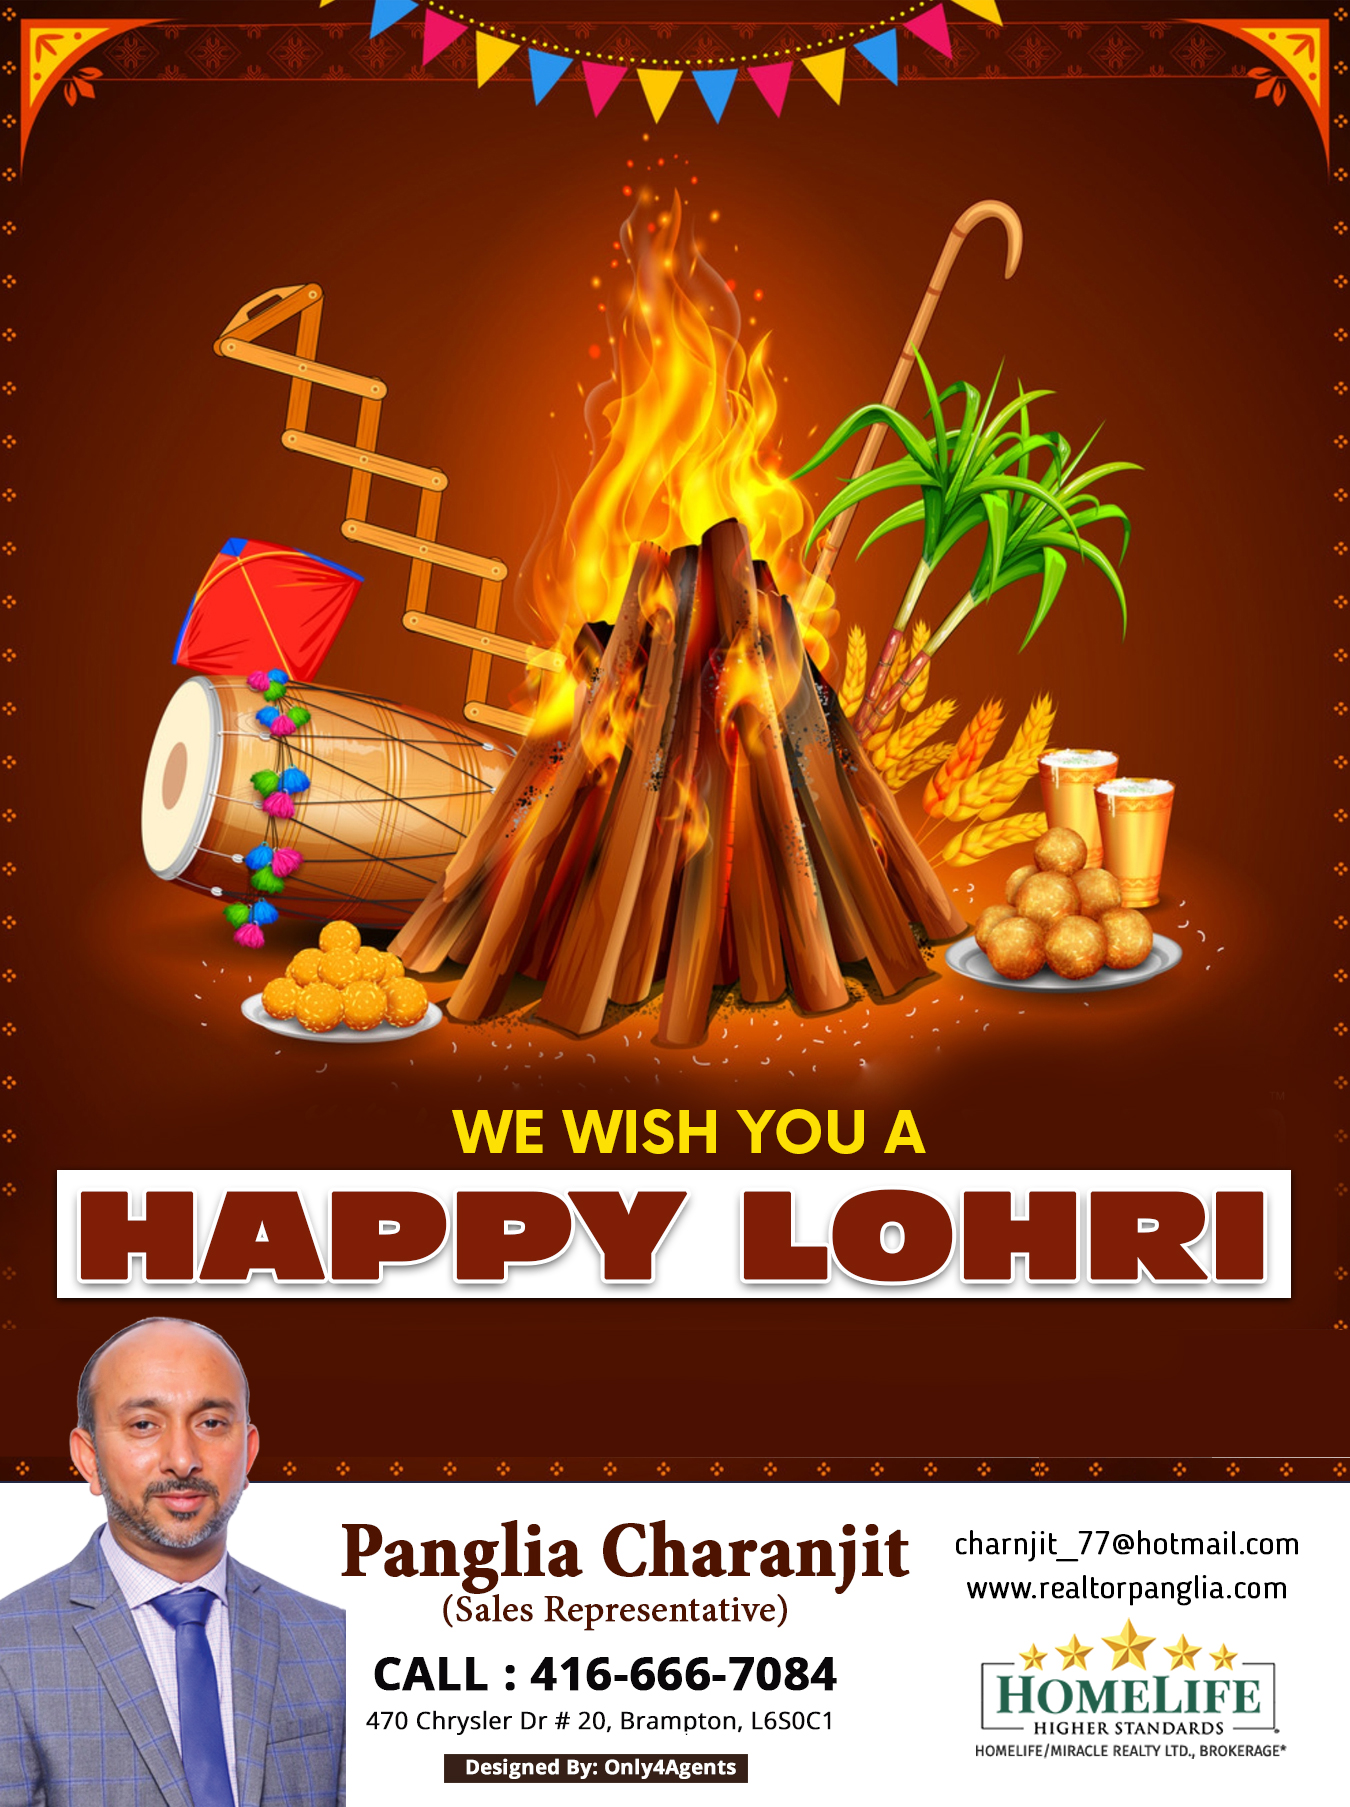 WE WISH YOU A
HAPPY LOHRI
Panglia Charanjit
(Sales Representative)
CALL : 416-666-7084
470 Chrysler Dr # 20, Brampton, L6S0C1
Designed By: Only4Agents
charnjit_77@hotmail.com
www.realtorpanglia.com
HOMELIFE
HIGHER STANDARDS
HOMELIFE/MIRACLE REALTY LTD., BROKERAGE*